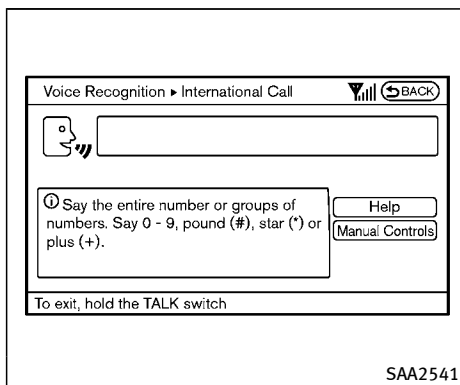 Voice Recognition ▸ International Call BACK
ⓘ Say the entire number or groups of
numbers. Say 0 - 9, pound (#), star (*) or
plus (+).
Help
Manual Controls
To exit, hold the TALK switch
SAA2541